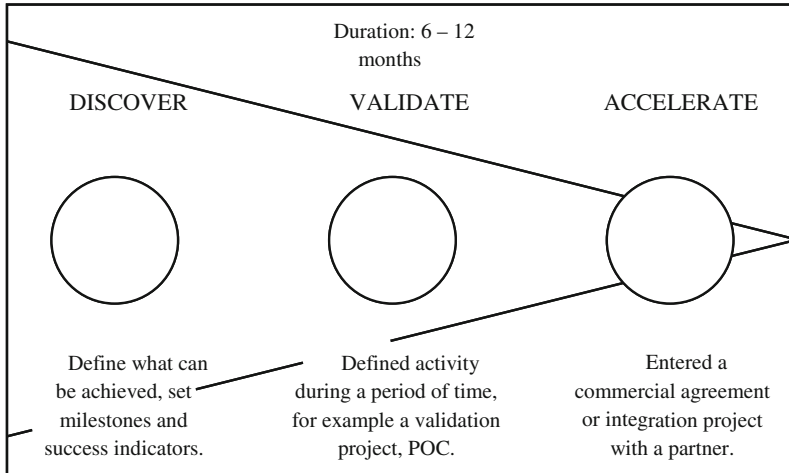 Duration: 6 – 12
months
DISCOVER
VALIDATE
ACCELERATE
Define what can
be achieved, set
milestones and
success indicators.
Defined activity
during a period of time,
for example a validation
project, POC.
Entered a
commercial agreement
or integration project
with a partner.